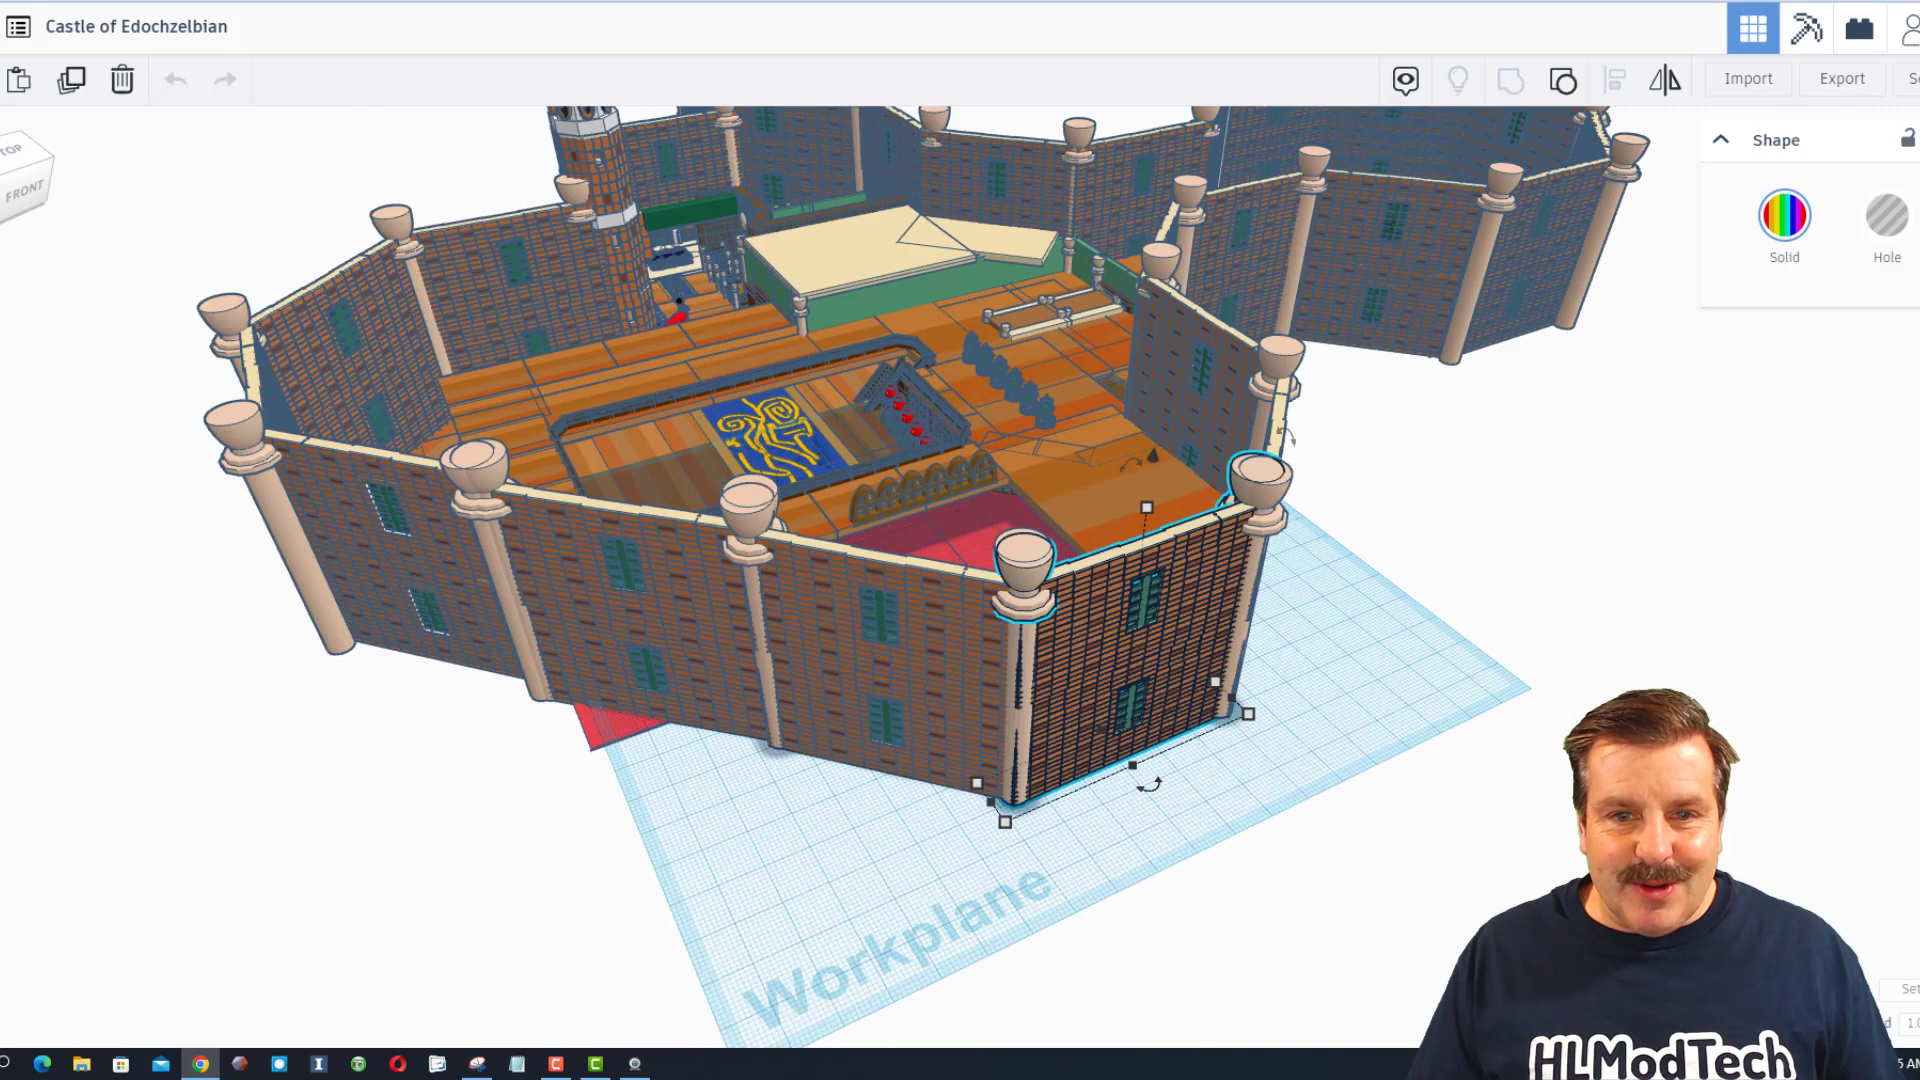 Castle of Edochzelbian
Import
Export
TOP
FRONT
Shape
Solid
Hole
Workplane
HLModTech